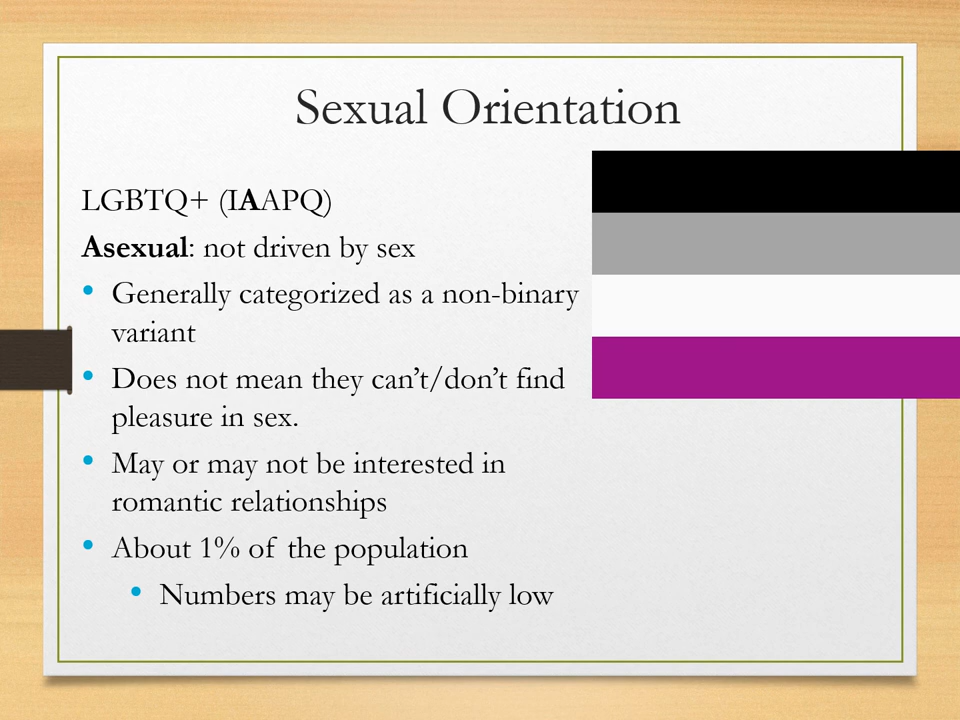 Sexual Orientation
LGBTQ+ (IAAPQ)
Asexual: not driven by sex
• Generally categorized as a non-binary
variant
• Does not mean they can’t/don’t find
pleasure in sex.
• May or may not be interested in
romantic relationships
• About 1% of the population
• Numbers may be artificially low